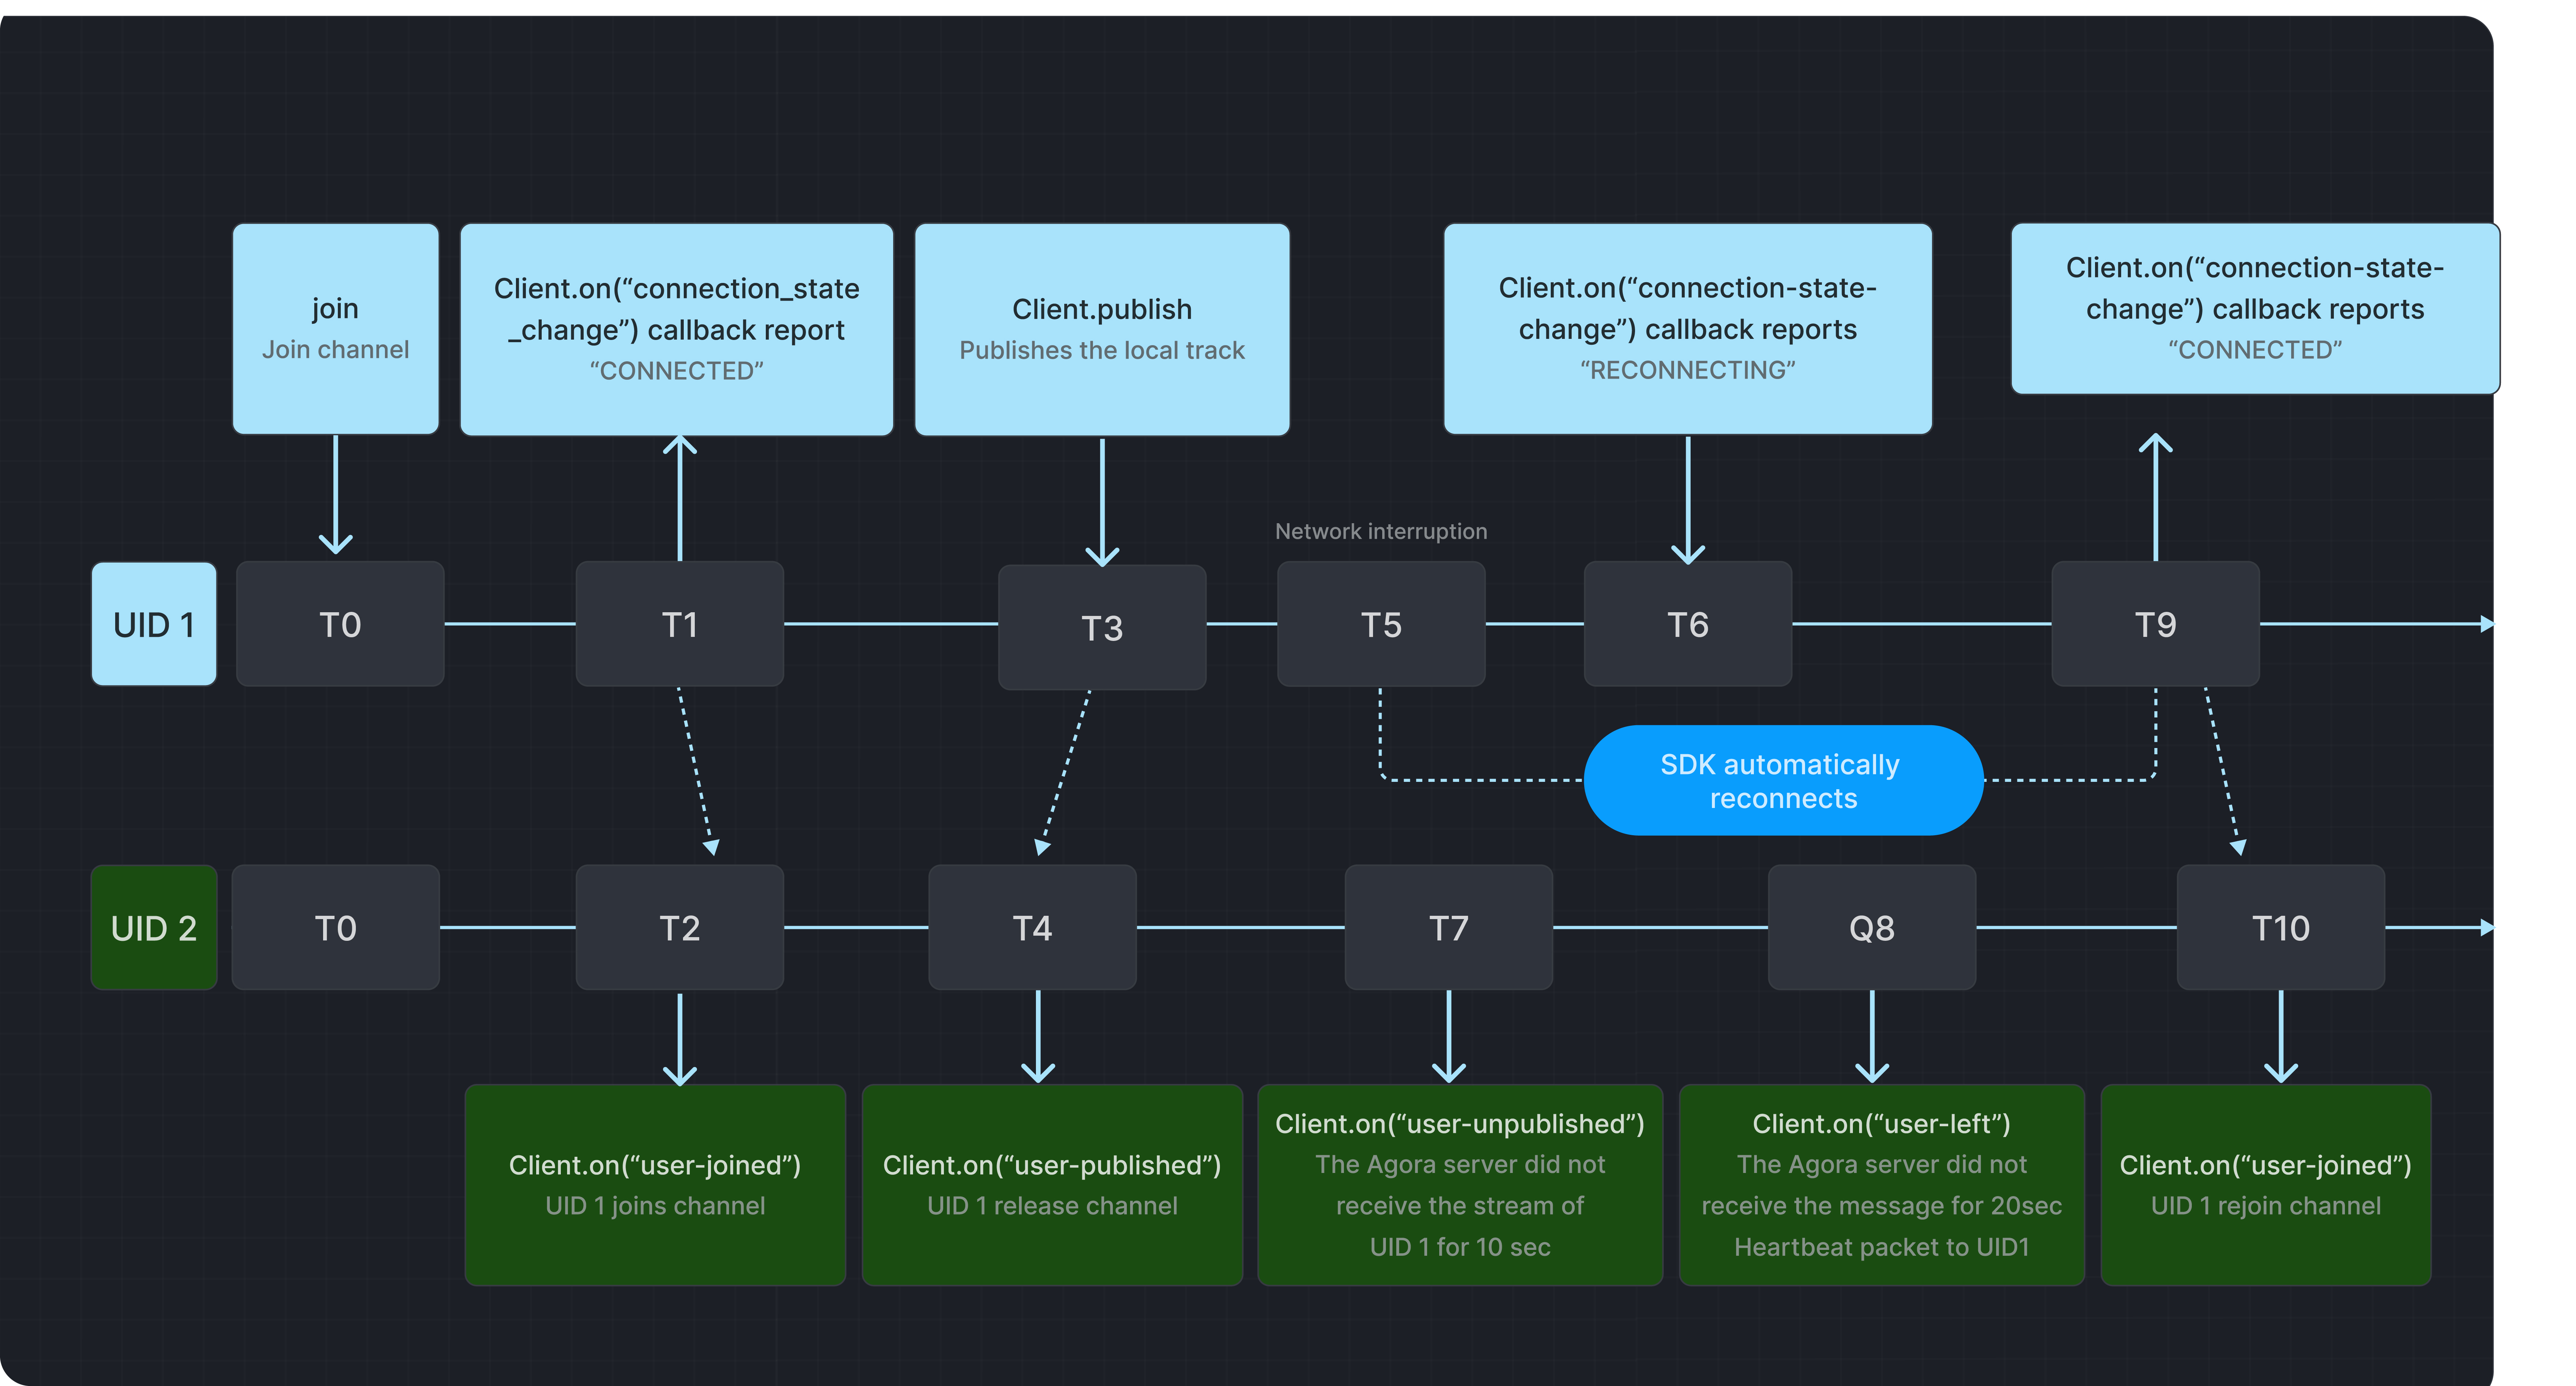 join
Join channel
Client.on(“connection_state
_change”) callback report
“CONNECTED”
Client.publish
Publishes the local track
Client.on(“connection-state-
change”) callback reports
“RECONNECTING”
Client.on(“connection-state-
change”) callback reports
“CONNECTED”
Network interruption
UID 1
T0
T1
T3
T5
T6
T9
SDK automatically
reconnects
UID 2
T0
T2
T4
T7
Q8
T10
Client.on(“user-joined”)
UID 1 joins channel
Client.on(“user-published”)
UID 1 release channel
Client.on(“user-unpublished”)
The Agora server did not
receive the stream of
UID 1 for 10 sec
Client.on(“user-left”)
The Agora server did not
receive the message for 20sec
Heartbeat packet to UID1
Client.on(“user-joined”)
UID 1 rejoin channel